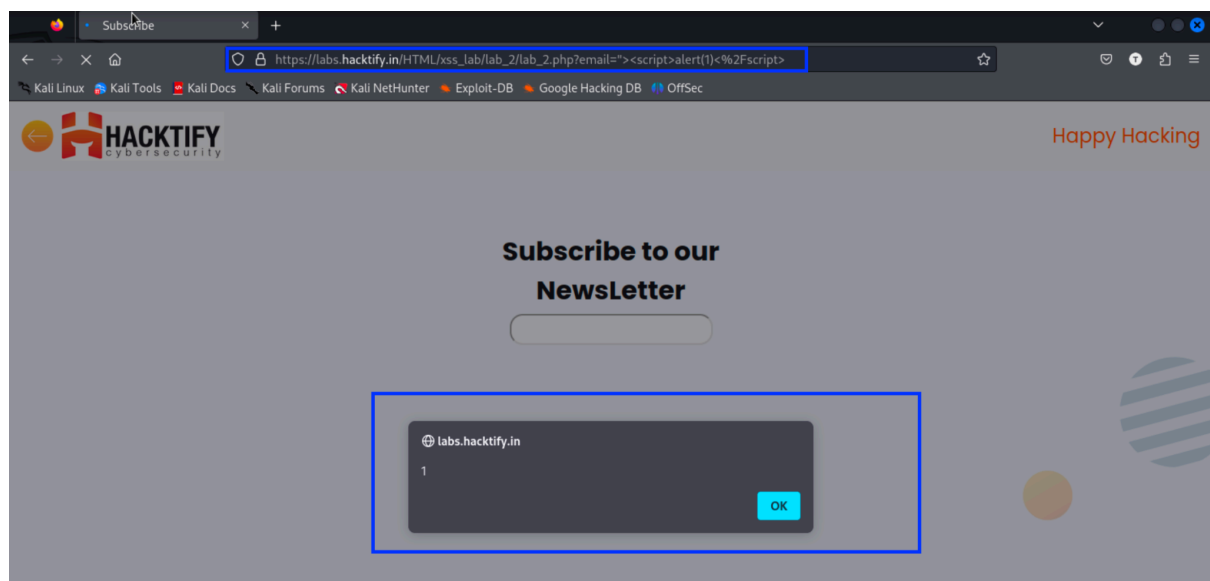 Subscribe
https://labs.hacktify.in/HTML/xss_lab/lab_2/lab_2.php?email="><script>alert(1)<%2Fscript>
Kali Linux Kali Tools Kali Docs Kali Forums Kali NetHunter Exploit-DB Google Hacking DB OffSec
HACKTIFY
cybersecurity
Happy Hacking
Subscribe to our
NewsLetter
labs.hacktify.in
1
OK